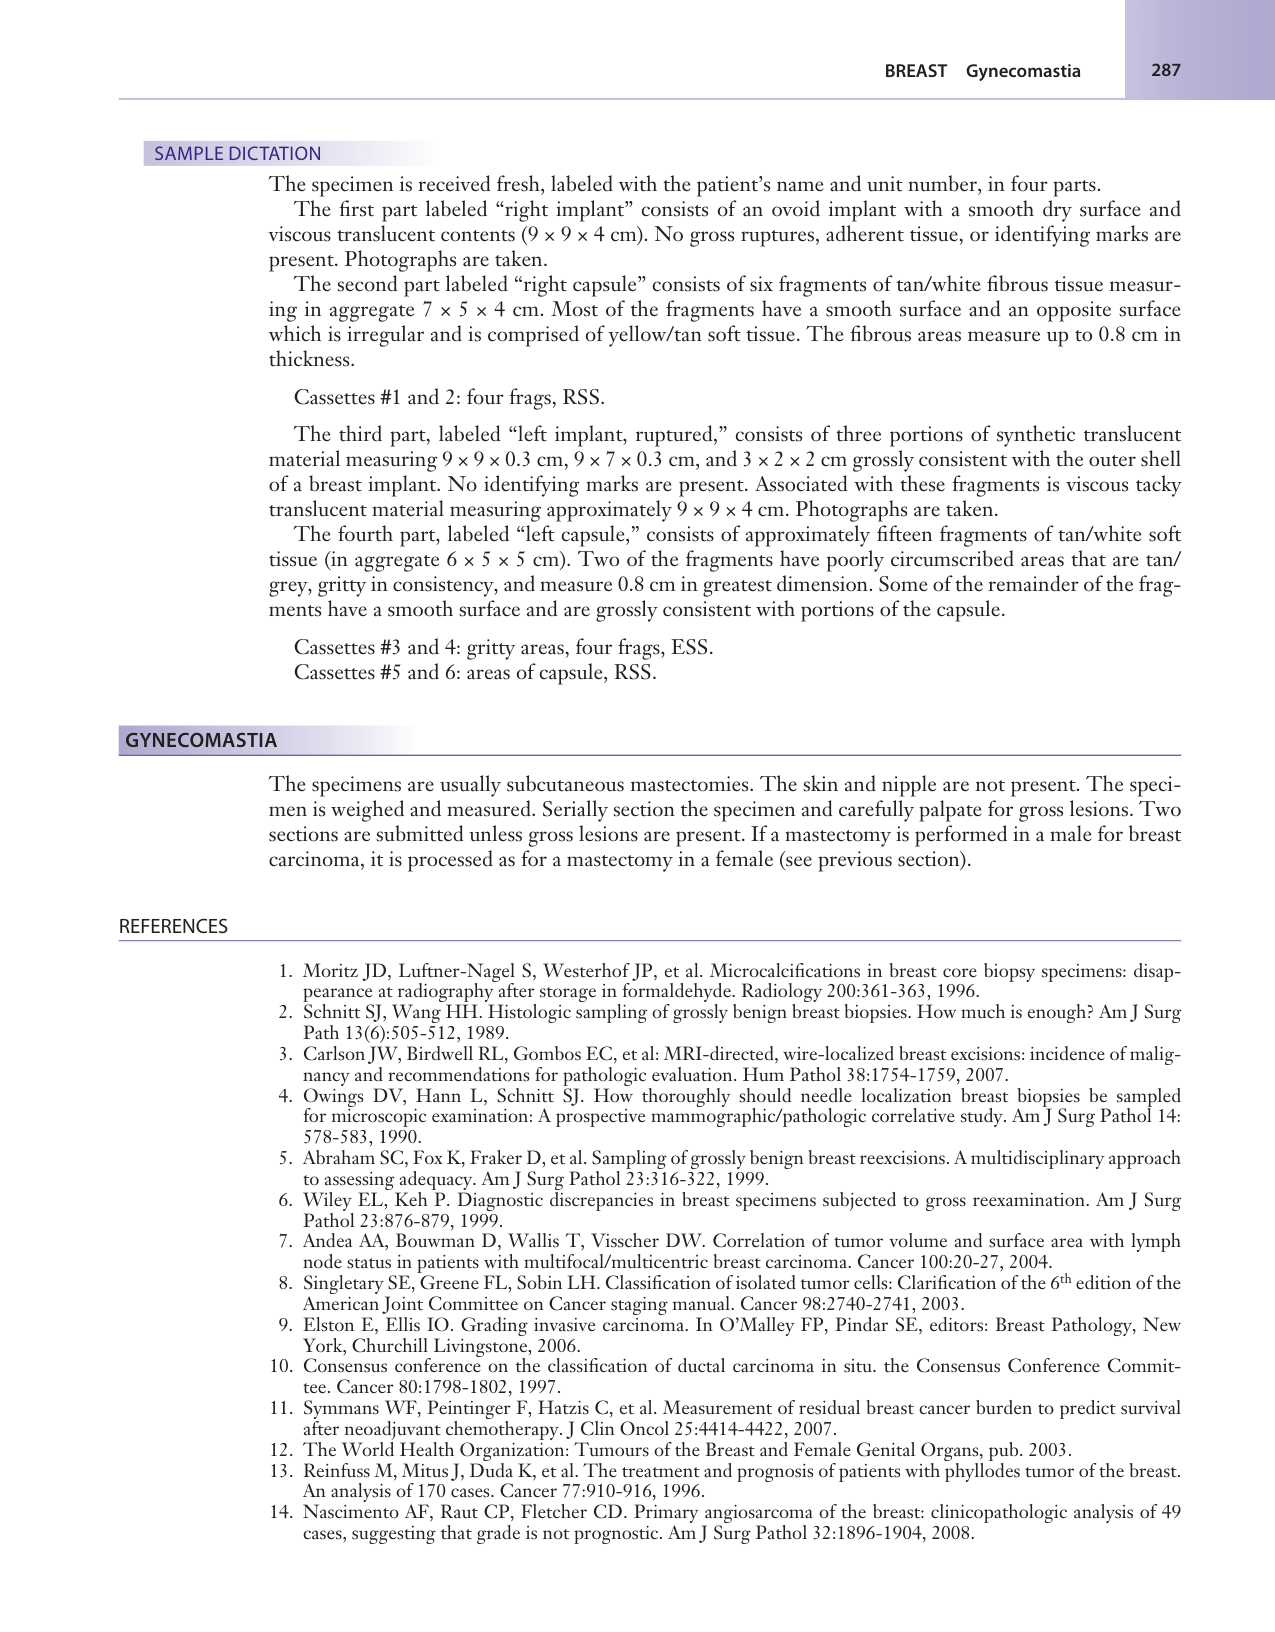 BREAST Gynecomastia 287
SAMPLE DICTATION
The specimen is received fresh, labeled with the patient’s name and unit number, in four parts.
The first part labeled “right implant” consists of an ovoid implant with a smooth dry surface and
viscous translucent contents (9 × 9 × 4 cm). No gross ruptures, adherent tissue, or identifying marks are
present. Photographs are taken.
The second part labeled “right capsule” consists of six fragments of tan/white fibrous tissue measur-
ing in aggregate 7 × 5 × 4 cm. Most of the fragments have a smooth surface and an opposite surface
which is irregular and is comprised of yellow/tan soft tissue. The fibrous areas measure up to 0.8 cm in
thickness.
Cassettes #1 and 2: four frags, RSS.
The third part, labeled “left implant, ruptured,” consists of three portions of synthetic translucent
material measuring 9 × 9 × 0.3 cm, 9 × 7 × 0.3 cm, and 3 × 2 × 2 cm grossly consistent with the outer shell
of a breast implant. No identifying marks are present. Associated with these fragments is viscous tacky
translucent material measuring approximately 9 × 9 × 4 cm. Photographs are taken.
The fourth part, labeled “left capsule,” consists of approximately fifteen fragments of tan/white soft
tissue (in aggregate 6 × 5 × 5 cm). Two of the fragments have poorly circumscribed areas that are tan/
grey, gritty in consistency, and measure 0.8 cm in greatest dimension. Some of the remainder of the frag-
ments have a smooth surface and are grossly consistent with portions of the capsule.
Cassettes #3 and 4: gritty areas, four frags, ESS.
Cassettes #5 and 6: areas of capsule, RSS.
GYNECOMASTIA
The specimens are usually subcutaneous mastectomies. The skin and nipple are not present. The speci-
men is weighed and measured. Serially section the specimen and carefully palpate for gross lesions. Two
sections are submitted unless gross lesions are present. If a mastectomy is performed in a male for breast
carcinoma, it is processed as for a mastectomy in a female (see previous section).
REFERENCES
1. Moritz JD, Luftner-Nagel S, Westerhof JP, et al. Microcalcifications in breast core biopsy specimens: disap-
pearance at radiography after storage in formaldehyde. Radiology 200:361-363, 1996.
2. Schnitt SJ, Wang HH. Histologic sampling of grossly benign breast biopsies. How much is enough? Am J Surg
Path 13(6):505-512, 1989.
3. Carlson JW, Birdwell RL, Gombos EC, et al: MRI-directed, wire-localized breast excisions: incidence of malig-
nancy and recommendations for pathologic evaluation. Hum Pathol 38:1754-1759, 2007.
4. Owings DV, Hann L, Schnitt SJ. How thoroughly should needle localization breast biopsies be sampled
for microscopic examination: A prospective mammographic/pathologic correlative study. Am J Surg Pathol 14:
578-583, 1990.
5. Abraham SC, Fox K, Fraker D, et al. Sampling of grossly benign breast reexcisions. A multidisciplinary approach
to assessing adequacy. Am J Surg Pathol 23:316-322, 1999.
6. Wiley EL, Keh P. Diagnostic discrepancies in breast specimens subjected to gross reexamination. Am J Surg
Pathol 23:876-879, 1999.
7. Andea AA, Bouwman D, Wallis T, Visscher DW. Correlation of tumor volume and surface area with lymph
node status in patients with multifocal/multicentric breast carcinoma. Cancer 100:20-27, 2004.
8. Singletary SE, Greene FL, Sobin LH. Classification of isolated tumor cells: Clarification of the 6th edition of the
American Joint Committee on Cancer staging manual. Cancer 98:2740-2741, 2003.
9. Elston E, Ellis IO. Grading invasive carcinoma. In O’Malley FP, Pindar SE, editors: Breast Pathology, New
York, Churchill Livingstone, 2006.
10. Consensus conference on the classification of ductal carcinoma in situ. the Consensus Conference Commit-
tee. Cancer 80:1798-1802, 1997.
11. Symmans WF, Peintinger F, Hatzis C, et al. Measurement of residual breast cancer burden to predict survival
after neoadjuvant chemotherapy. J Clin Oncol 25:4414-4422, 2007.
12. The World Health Organization: Tumours of the Breast and Female Genital Organs, pub. 2003.
13. Reinfuss M, Mitus J, Duda K, et al. The treatment and prognosis of patients with phyllodes tumor of the breast.
An analysis of 170 cases. Cancer 77:910-916, 1996.
14. Nascimento AF, Raut CP, Fletcher CD. Primary angiosarcoma of the breast: clinicopathologic analysis of 49
cases, suggesting that grade is not prognostic. Am J Surg Pathol 32:1896-1904, 2008.